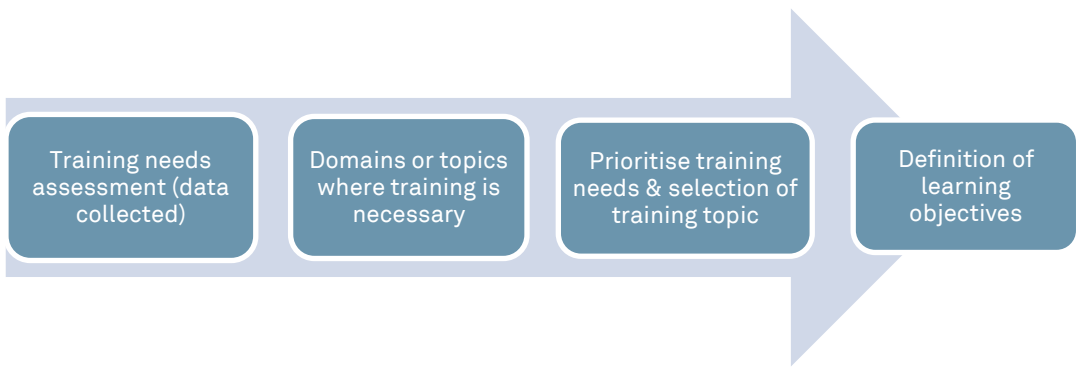 Training needs
assessment (data
collected)
Domains or topics
where training is
necessary
Prioritise training
needs & selection of
training topic
Definition of
learning
objectives